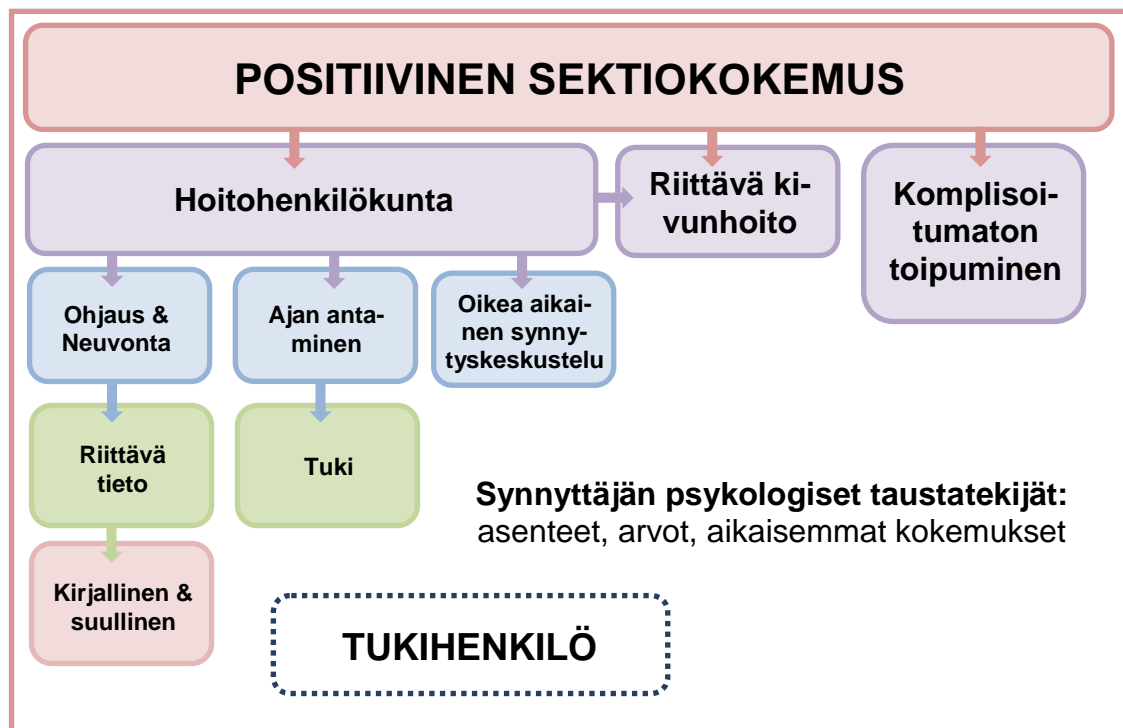 POSITIIVINEN SEKTIOKOKEMUS
Hoitohenkilökunta
Riittävä ki-
vunhoito
Komplisoi-
tumaton
toipuminen
Ohjaus &
Neuvonta
Ajan anta-
minen
Oikea aikai-
nen synny-
tyskeskustelu
Riittävä
tieto
Tuki
Synnyttäjän psykologiset taustatekijät:
asenteet, arvot, aikaisemmat kokemukset
Kirjallinen &
suullinen
TUKIHENKILÖ